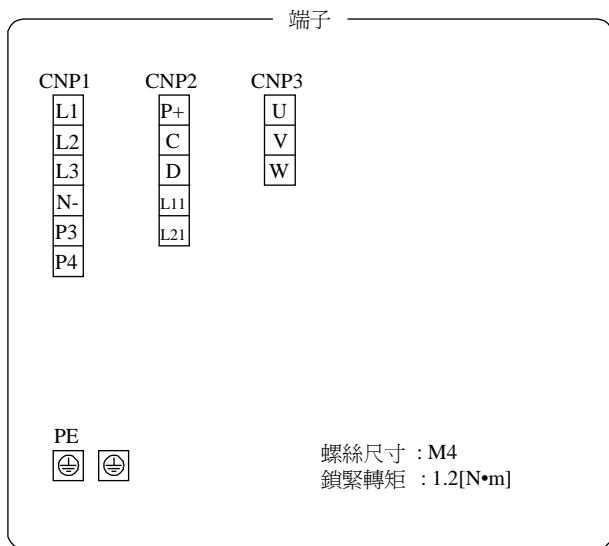 端子
CNP1 CNP2 CNP3
L1 P+ U
L2 C V
L3 D W
N- L11
P3 L21
P4
PE
螺絲尺寸 : M4
鎖緊轉矩 : 1.2[N•m]